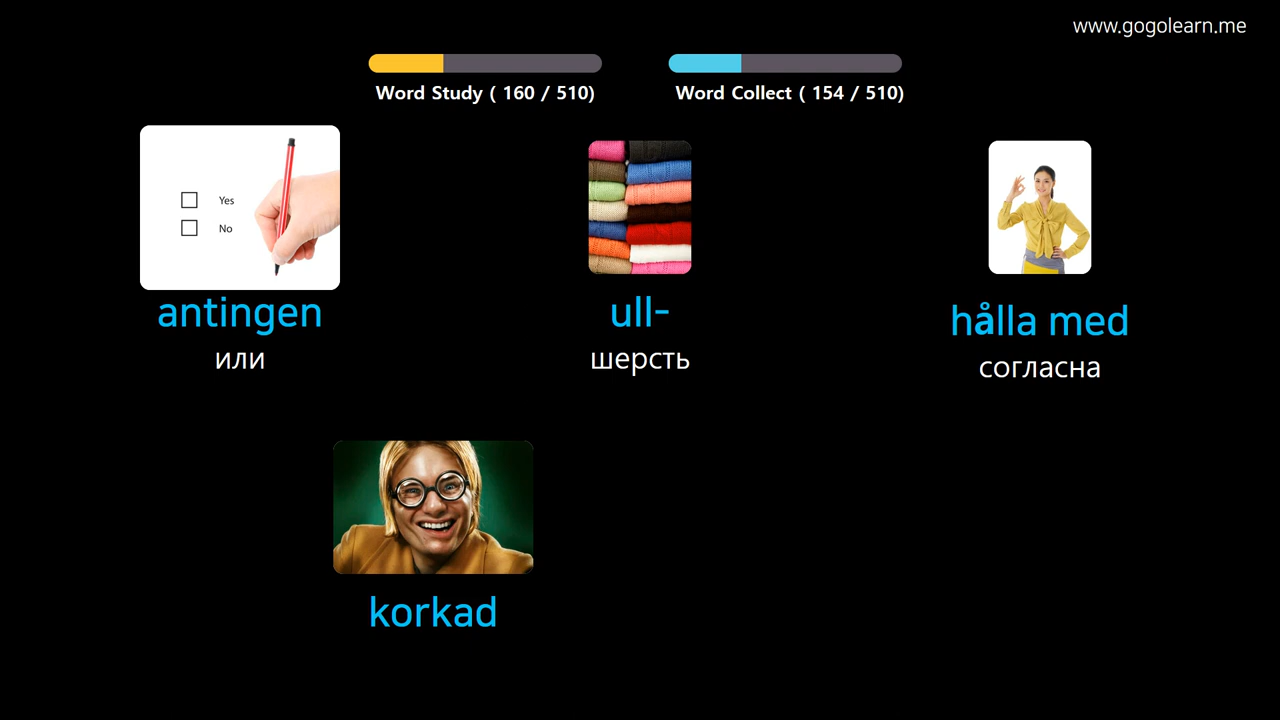 www.gogolearn.me
Word Study ( 160 / 510)
Word Collect ( 154 / 510)
Yes
No
antingen
или
ull-
шерсть
hålla med
согласна
korkad